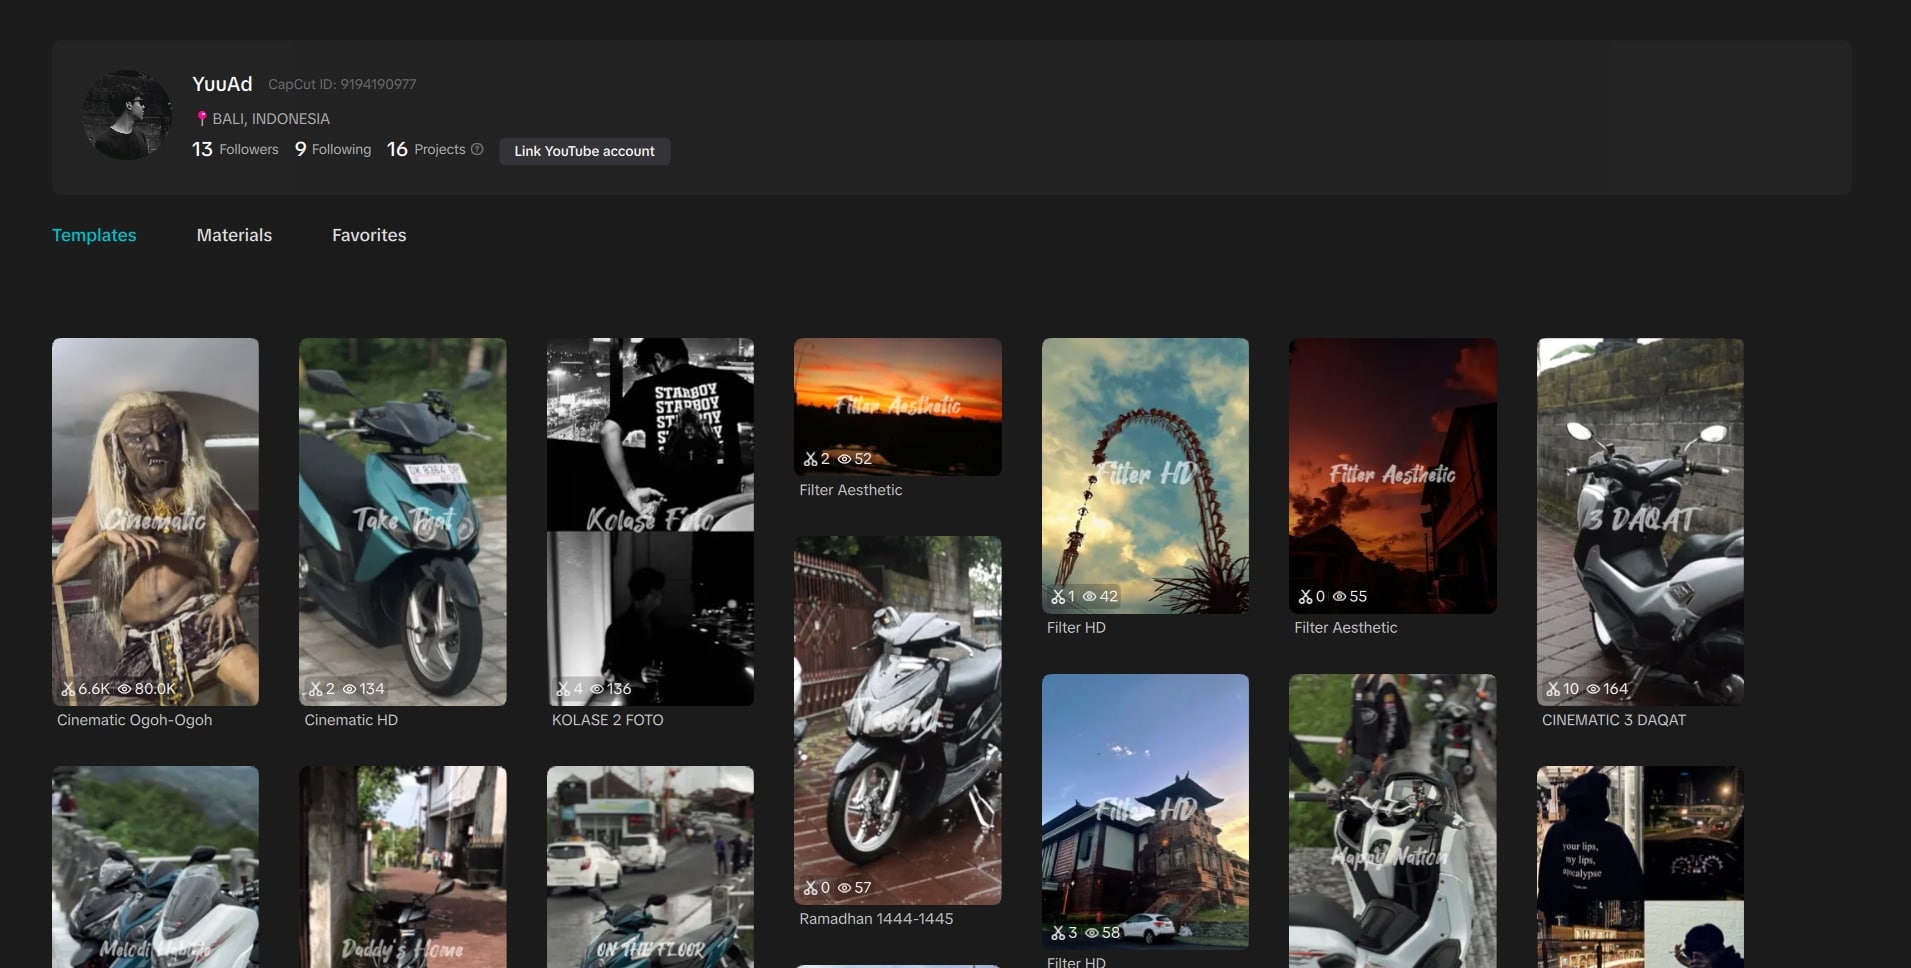 YuuAd CapCut ID: 9194190977
BALI, INDONESIA
13 Followers 9 Following 16 Projects Link YouTube account
Templates Materials Favorites
Cinematic
6.6K 80.0K
Cinematic Ogoh-Ogoh
Take That
2 134
Cinematic HD
STARBOY
STARBOY
Kolase Foto
4 136
KOLASE 2 FOTO
Filter Aesthetic
2 52
Filter Aesthetic
Filter HD
1 42
Filter HD
Filter Aesthetic
0 55
Filter Aesthetic
3 DAQAT
10 164
CINEMATIC 3 DAQAT
Melodi
Daddy's Home
ON THE FLOOR
0 57
Ramadhan 1444-1445
Filter HD
3 58
Filter HD
Happy Nation
your lips,
my lips,
apocalypse